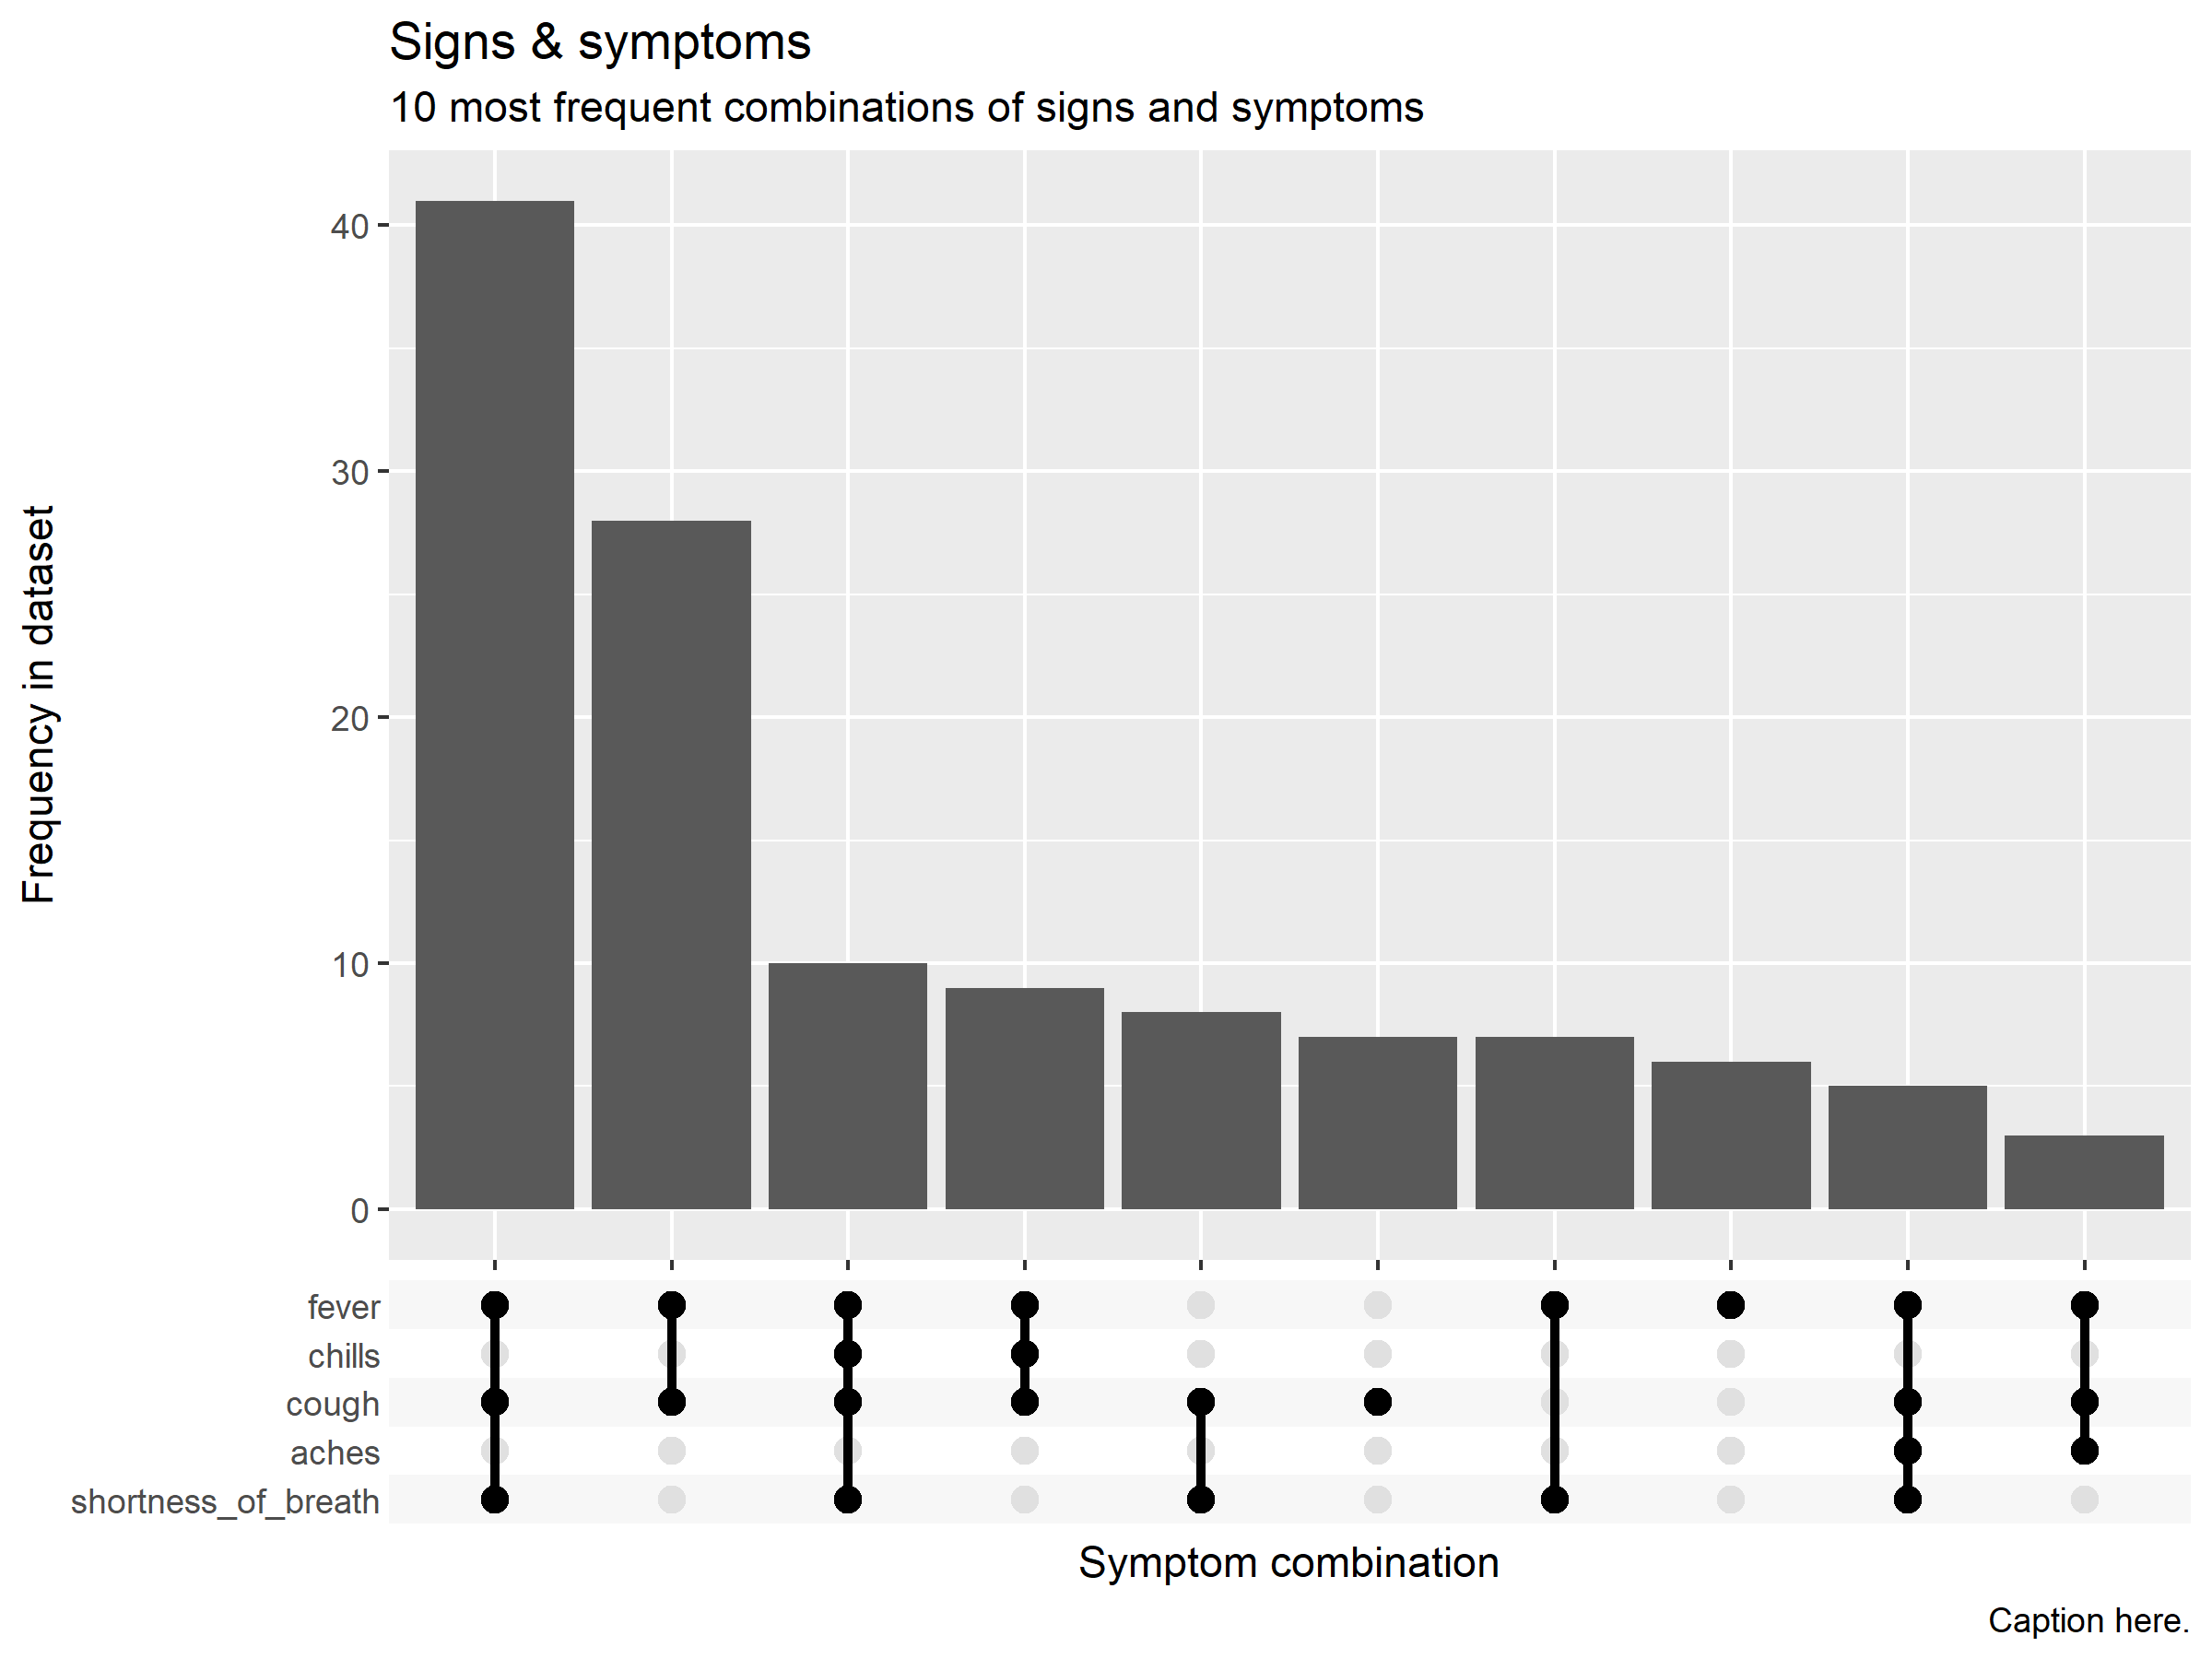 Signs & symptoms
10 most frequent combinations of signs and symptoms
Frequency in dataset
40
30
20
10
0
fever
chills
cough
aches
shortness_of_breath
Symptom combination
Caption here.